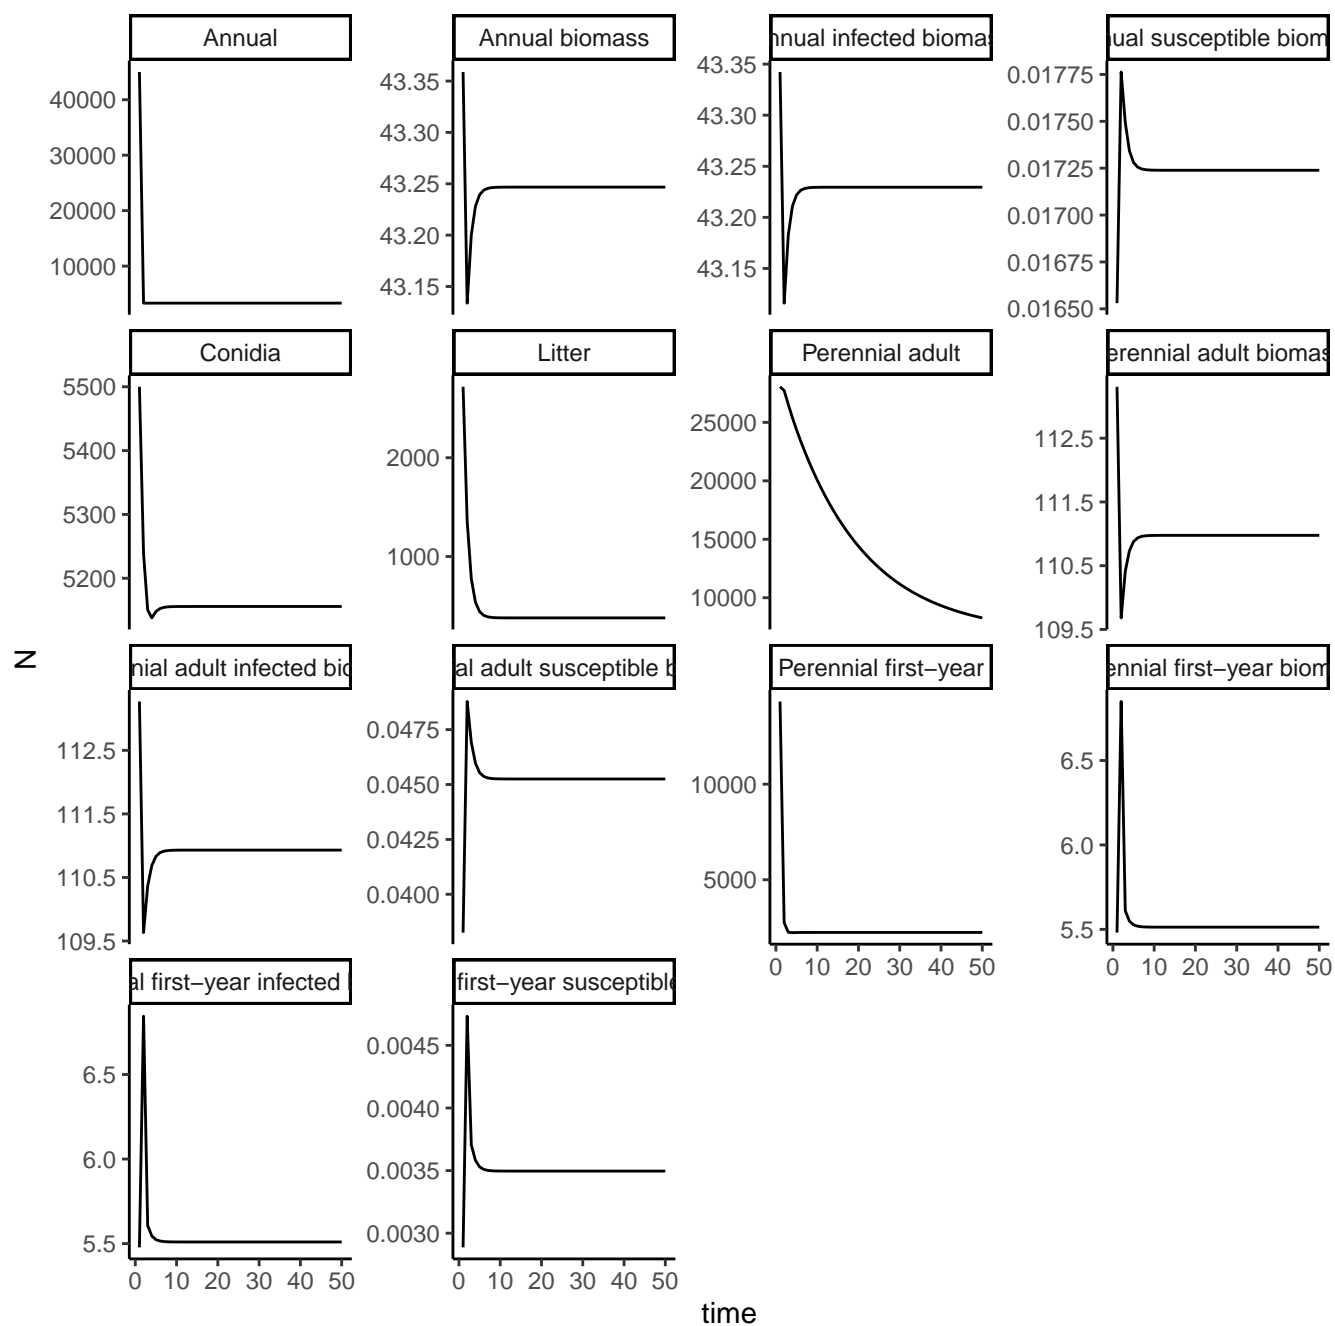 Annual
Annual biomass
nnual infected biomas
ual susceptible biom
40000
30000
20000
10000
43.35
43.30
43.25
43.20
43.15
43.35
43.30
43.25
43.20
43.15
0.01775
0.01750
0.01725
0.01700
0.01675
0.01650
Conidia
Litter
Perennial adult
erennial adult biomas
5500
5400
5300
5200
2000
1000
25000
20000
15000
10000
112.5
111.5
110.5
109.5
N
nial adult infected bio
al adult susceptible b
Perennial first−year
ennial first−year biom
112.5
111.5
110.5
109.5
0.0475
0.0450
0.0425
0.0400
10000
5000
6.5
6.0
5.5
0 10 20 30 40 50
0 10 20 30 40 50
al first−year infected
first−year susceptible
6.5
6.0
5.5
0.0045
0.0040
0.0035
0.0030
0 10 20 30 40 50
0 10 20 30 40 50
time